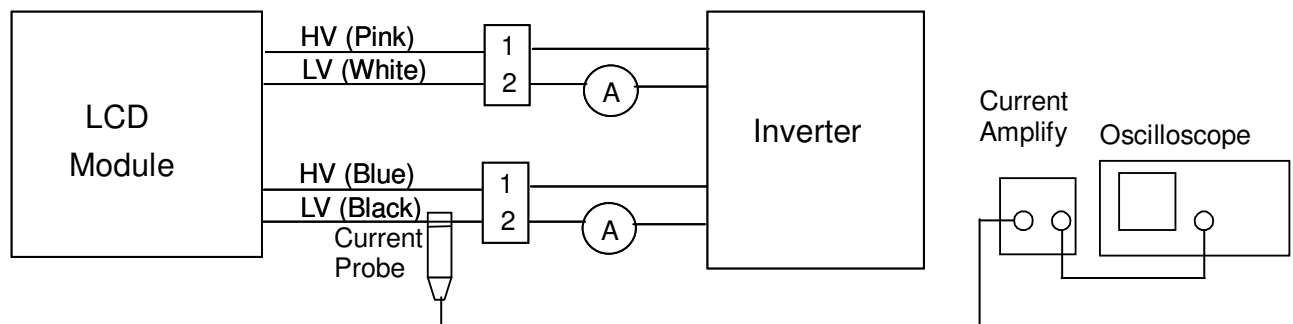 LCD
Module
HV (Pink)
LV (White)
1
2
A
HV (Blue)
LV (Black)
1
2
A
Current
Probe
Inverter
Current
Amplify
Oscilloscope